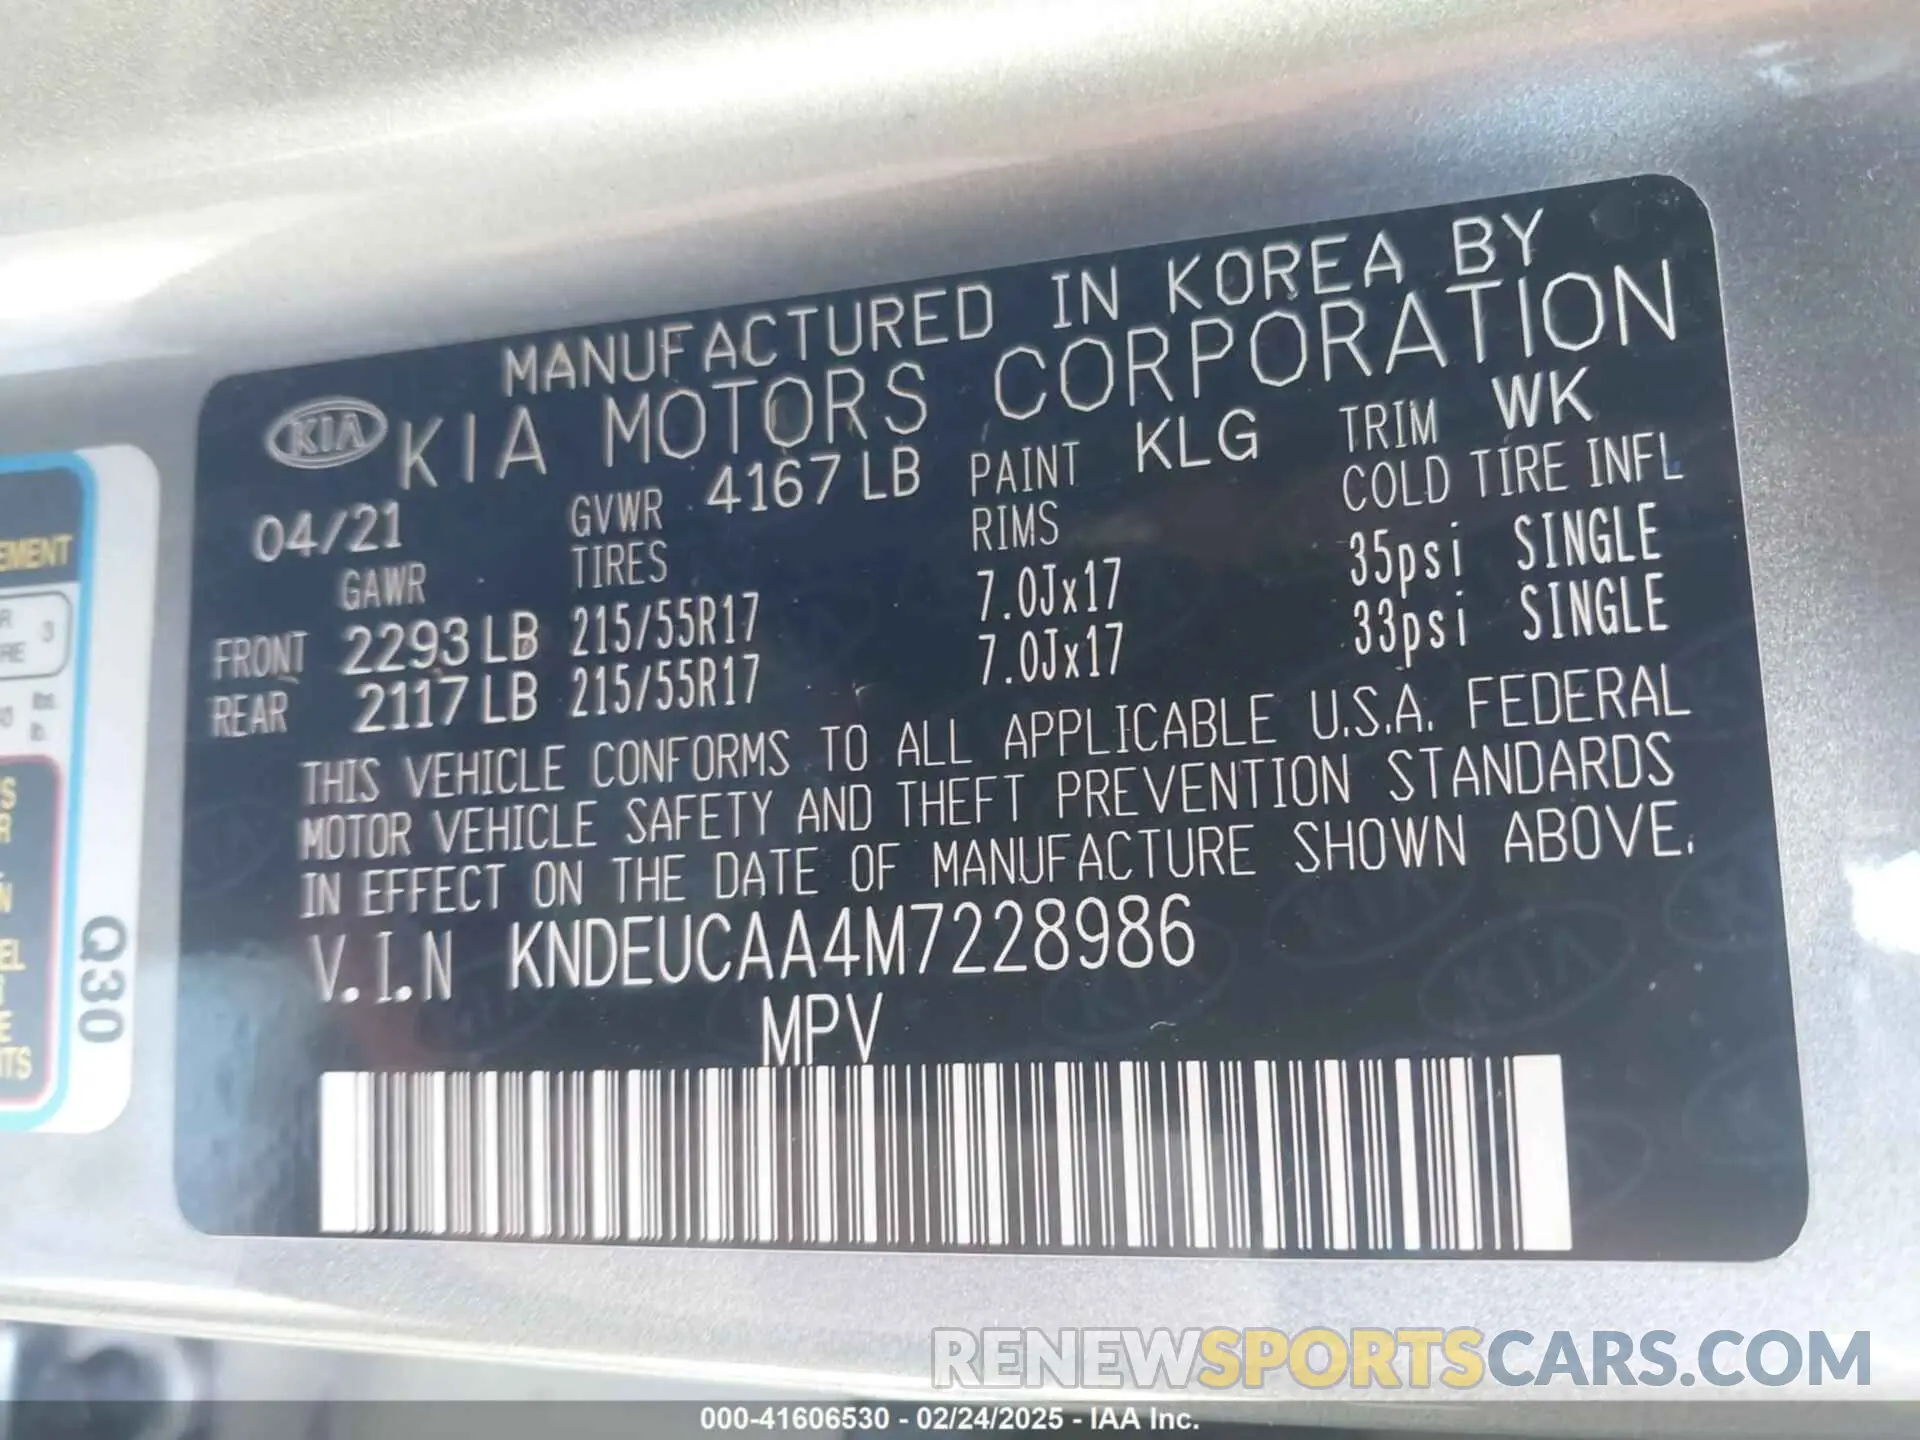 MANUFACTURED IN KOREA BY
KIA KIA MOTORS CORPORATION
04/21 GVWR 4167 LB PAINT KLG TRIM WK
GAWR TIRES RIMS COLD TIRE INFL
FRONT 2293 LB 215/55R17 7.0Jx17 35psi SINGLE
REAR 2117 LB 215/55R17 7.0Jx17 33psi SINGLE
THIS VEHICLE CONFORMS TO ALL APPLICABLE U.S.A. FEDERAL
MOTOR VEHICLE SAFETY AND THEFT PREVENTION STANDARDS
IN EFFECT ON THE DATE OF MANUFACTURE SHOWN ABOVE.
V.I.N KNDEUCAA4M7228986
MPV
Q30
RENEWSPORTSCARS.COM
000-41606530 - 02/24/2025 - IAA Inc.